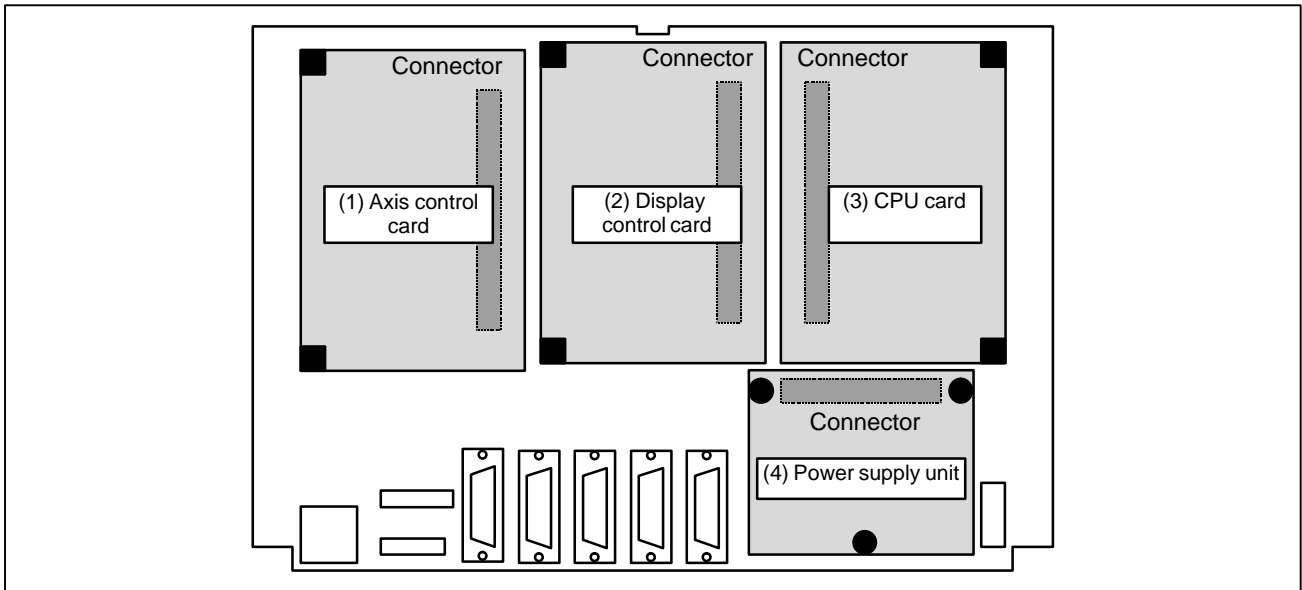 Connector
Connector
Connector
(1) Axis control
card
(2) Display
control card
(3) CPU card
Connector
(4) Power supply unit